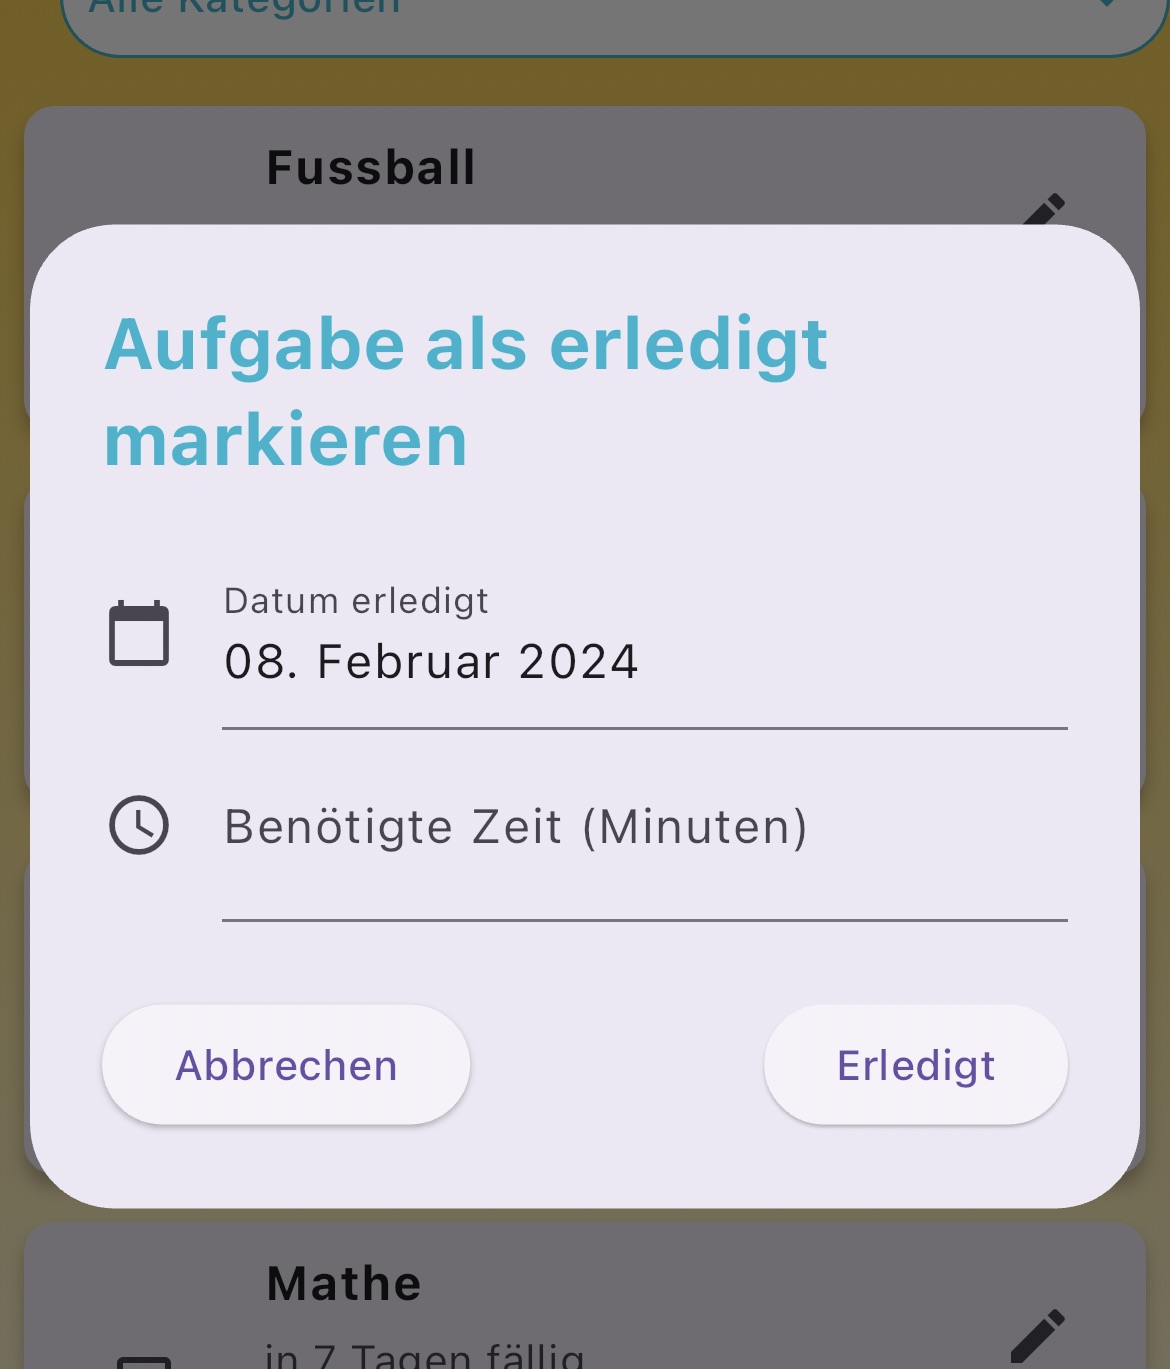 Alle Kategorien
Fussball
Aufgabe als erledigt
markieren
Datum erledigt
08. Februar 2024
Benötigte Zeit (Minuten)
Abbrechen
Erledigt
Mathe
in 7 Tagen fällig